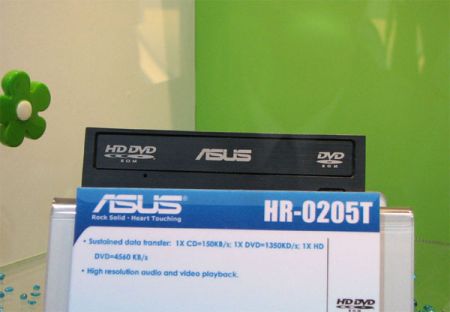 HD DVD
ROM
ASUS
DVD
ROM
ASUS
Rock Solid · Heart Touching
HR-0205T
• Sustained data transfer: 1X CD=150KB/s; 1X DVD=1350KD/s; 1X HD
DVD=4560 KB/s
• High resolution audio and video playback.
HD DVD
ROM